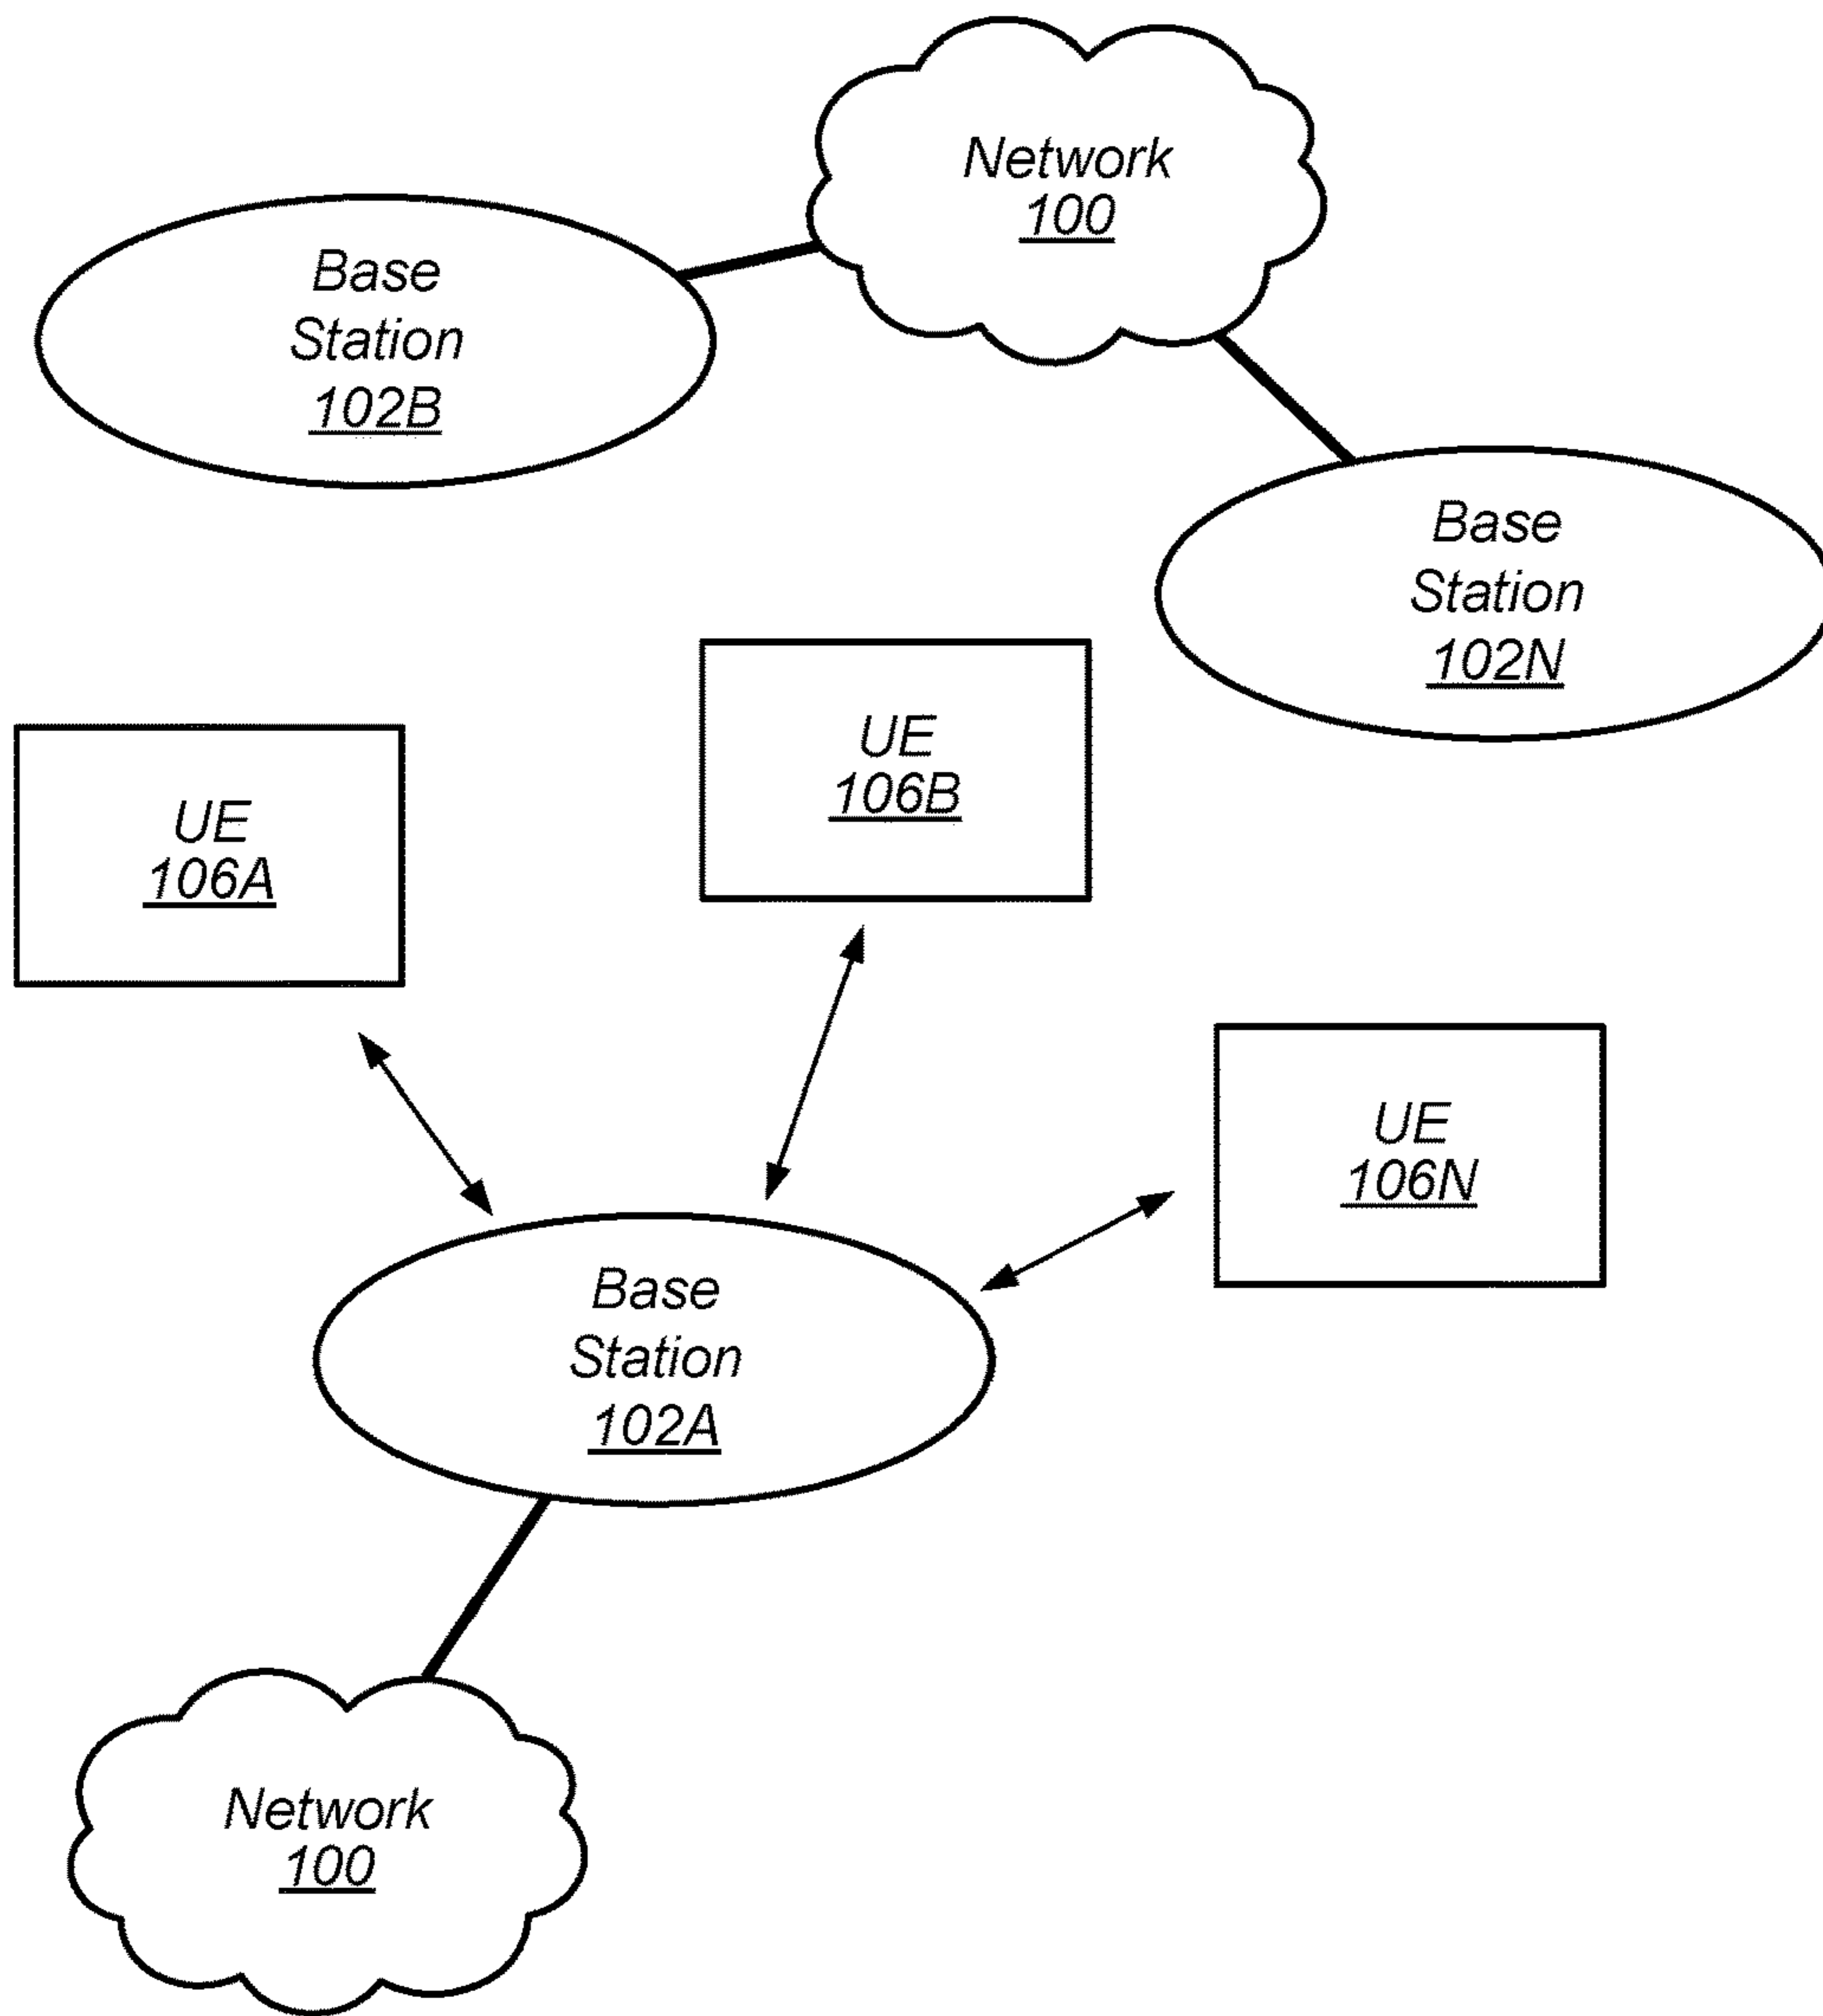 Network
100
Base
Station
102B
Base
Station
102N
UE
106B
UE
106A
UE
106N
Base
Station
102A
Network
100